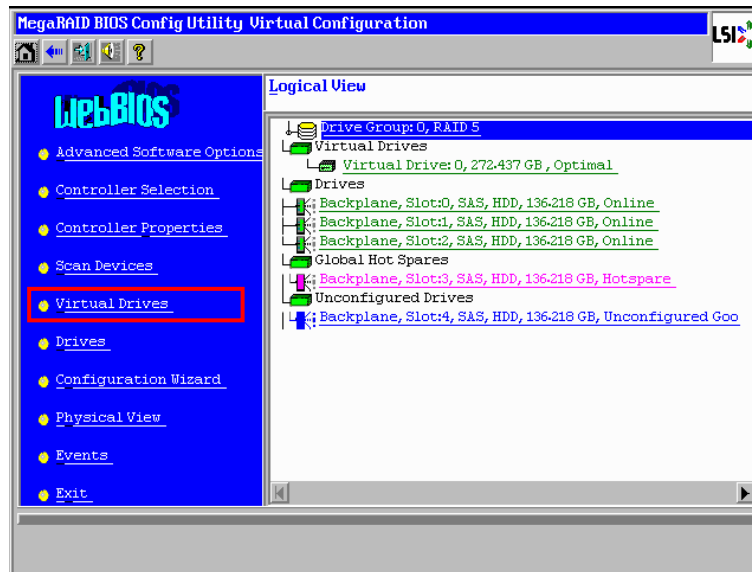 MegaRAID BIOS Config Utility Virtual Configuration
LSI
?
WebBIOS
Advanced Software Options
Controller Selection
Controller Properties
Scan Devices
Virtual Drives
Drives
Configuration Wizard
Physical View
Events
Exit
Logical View
Drive Group: 0, RAID 5
Virtual Drives
Virtual Drive: 0, 272.437 GB , Optimal
Drives
Backplane, Slot:0, SAS, HDD, 136.218 GB, Online
Backplane, Slot:1, SAS, HDD, 136.218 GB, Online
Backplane, Slot:2, SAS, HDD, 136.218 GB, Online
Global Hot Spares
Backplane, Slot:3, SAS, HDD, 136.218 GB, Hotspare
Unconfigured Drives
Backplane, Slot:4, SAS, HDD, 136.218 GB, Unconfigured Goo